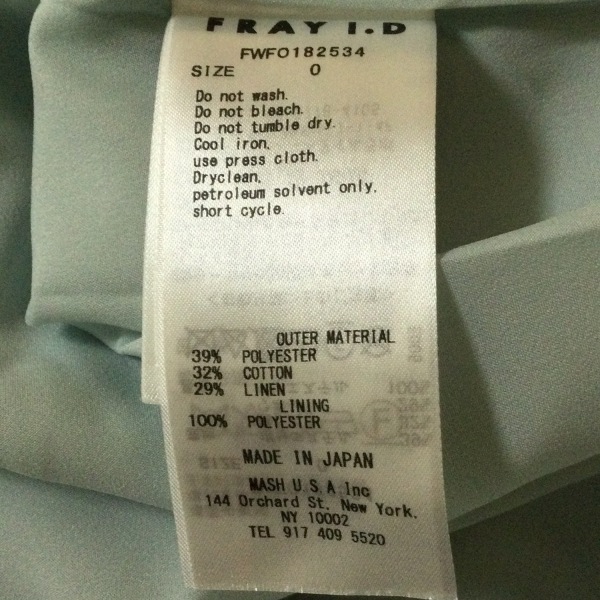 FRAY I.D
FWFO182534
SIZE 0
Do not wash.
Do not bleach.
Do not tumble dry.
Cool iron.
use press cloth.
Dryclean,
petroleum solvent only.
short cycle.
OUTER MATERIAL
39% POLYESTER
32% COTTON
29% LINEN
LINING
100% POLYESTER
MADE IN JAPAN
MASH U.S.A Inc
144 Orchard St. New York.
NY 10002
TEL 917 409 5520